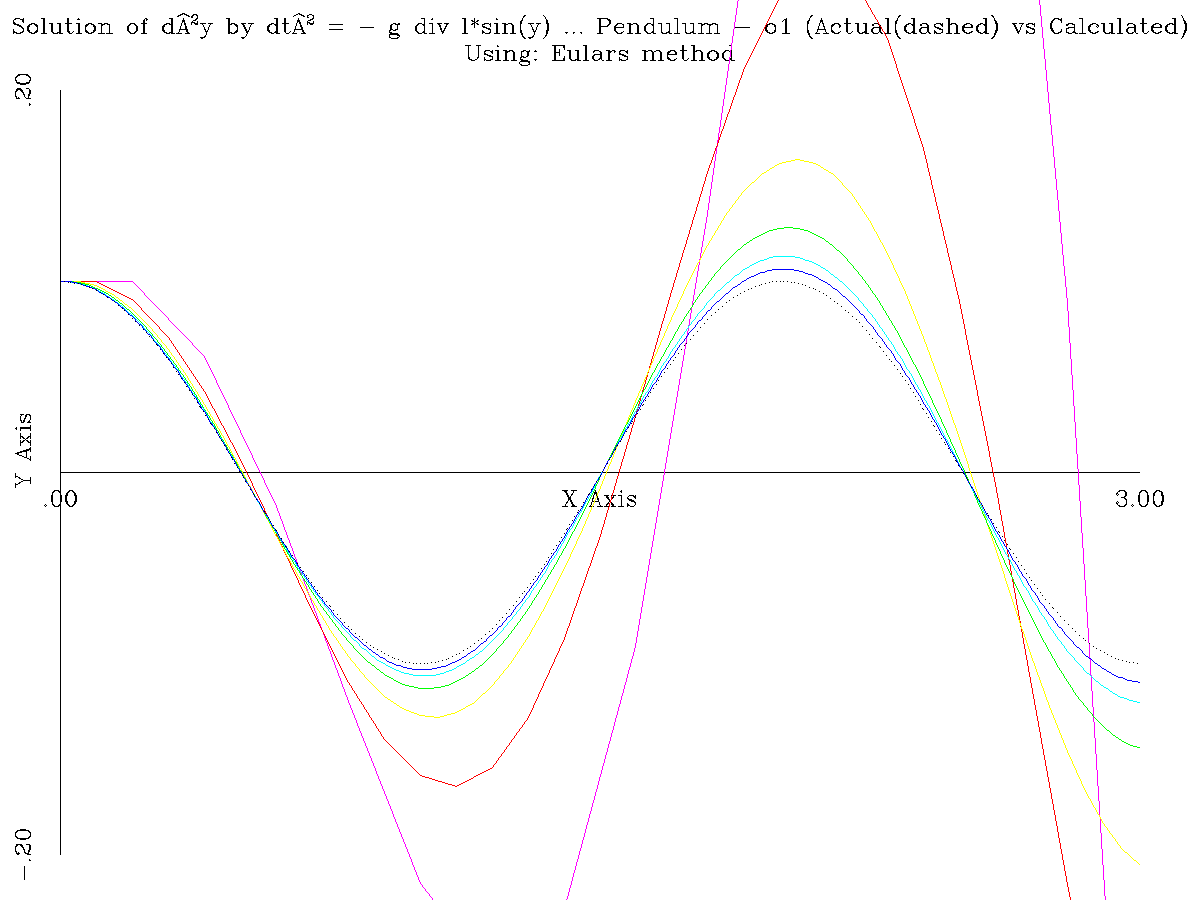 Solution of dÂ²y by dtÂ² = − g div l*sin(y) ... Pendulum − o1 (Actual(dashed) vs Calculated)
Using: Eulars method
.20
Y Axis
.00
X Axis
3.00
−.20